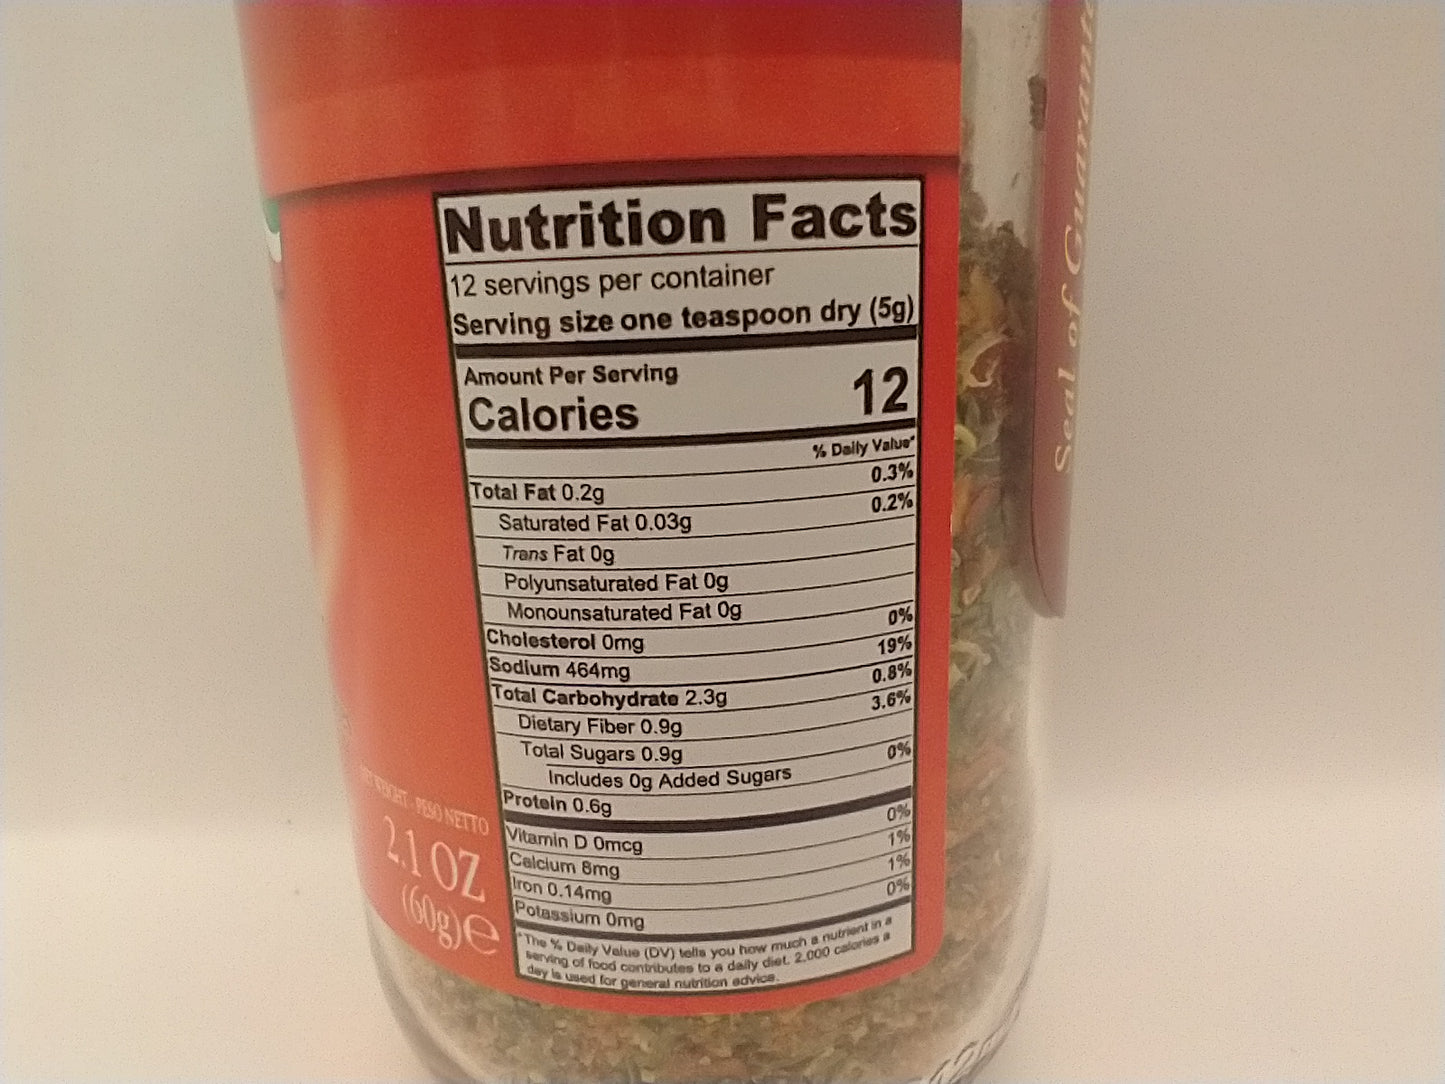 Nutrition Facts
12 servings per container
Serving size one teaspoon dry (5g)
Amount Per Serving
Calories 12
% Daily Value*
Total Fat 0.2g 0.3%
Saturated Fat 0.03g 0.2%
Trans Fat 0g
Polyunsaturated Fat 0g
Monounsaturated Fat 0g
Cholesterol 0mg 0%
Sodium 464mg 19%
Total Carbohydrate 2.3g 0.8%
Dietary Fiber 0.9g 3.6%
Total Sugars 0.9g
Includes 0g Added Sugars 0%
Protein 0.6g
Vitamin D 0mcg 0%
Calcium 8mg 1%
Iron 0.14mg 1%
Potassium 0mg 0%
*The % Daily Value (DV) tells you how much a nutrient in a
serving of food contributes to a daily diet. 2,000 calories a
day is used for general nutrition advice.
PESO NETTO
2.1 OZ
(60g)e
Seal of Guarantee